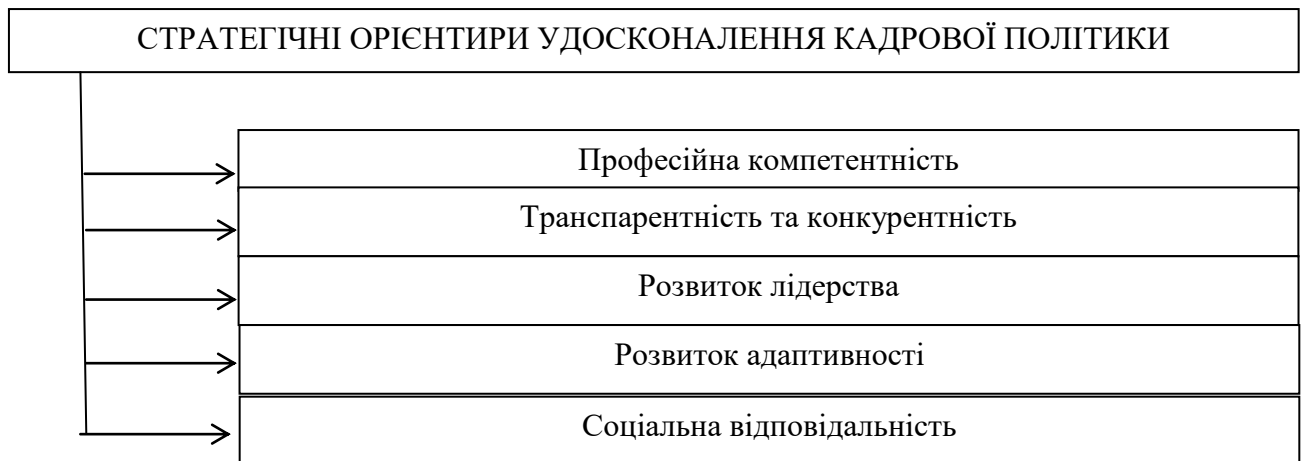 СТРАТЕГІЧНІ ОРІЄНТИРИ УДОСКОНАЛЕННЯ КАДРОВОЇ ПОЛІТИКИ
Професійна компетентність
Транспарентність та конкурентність
Розвиток лідерства
Розвиток адаптивності
Соціальна відповідальність